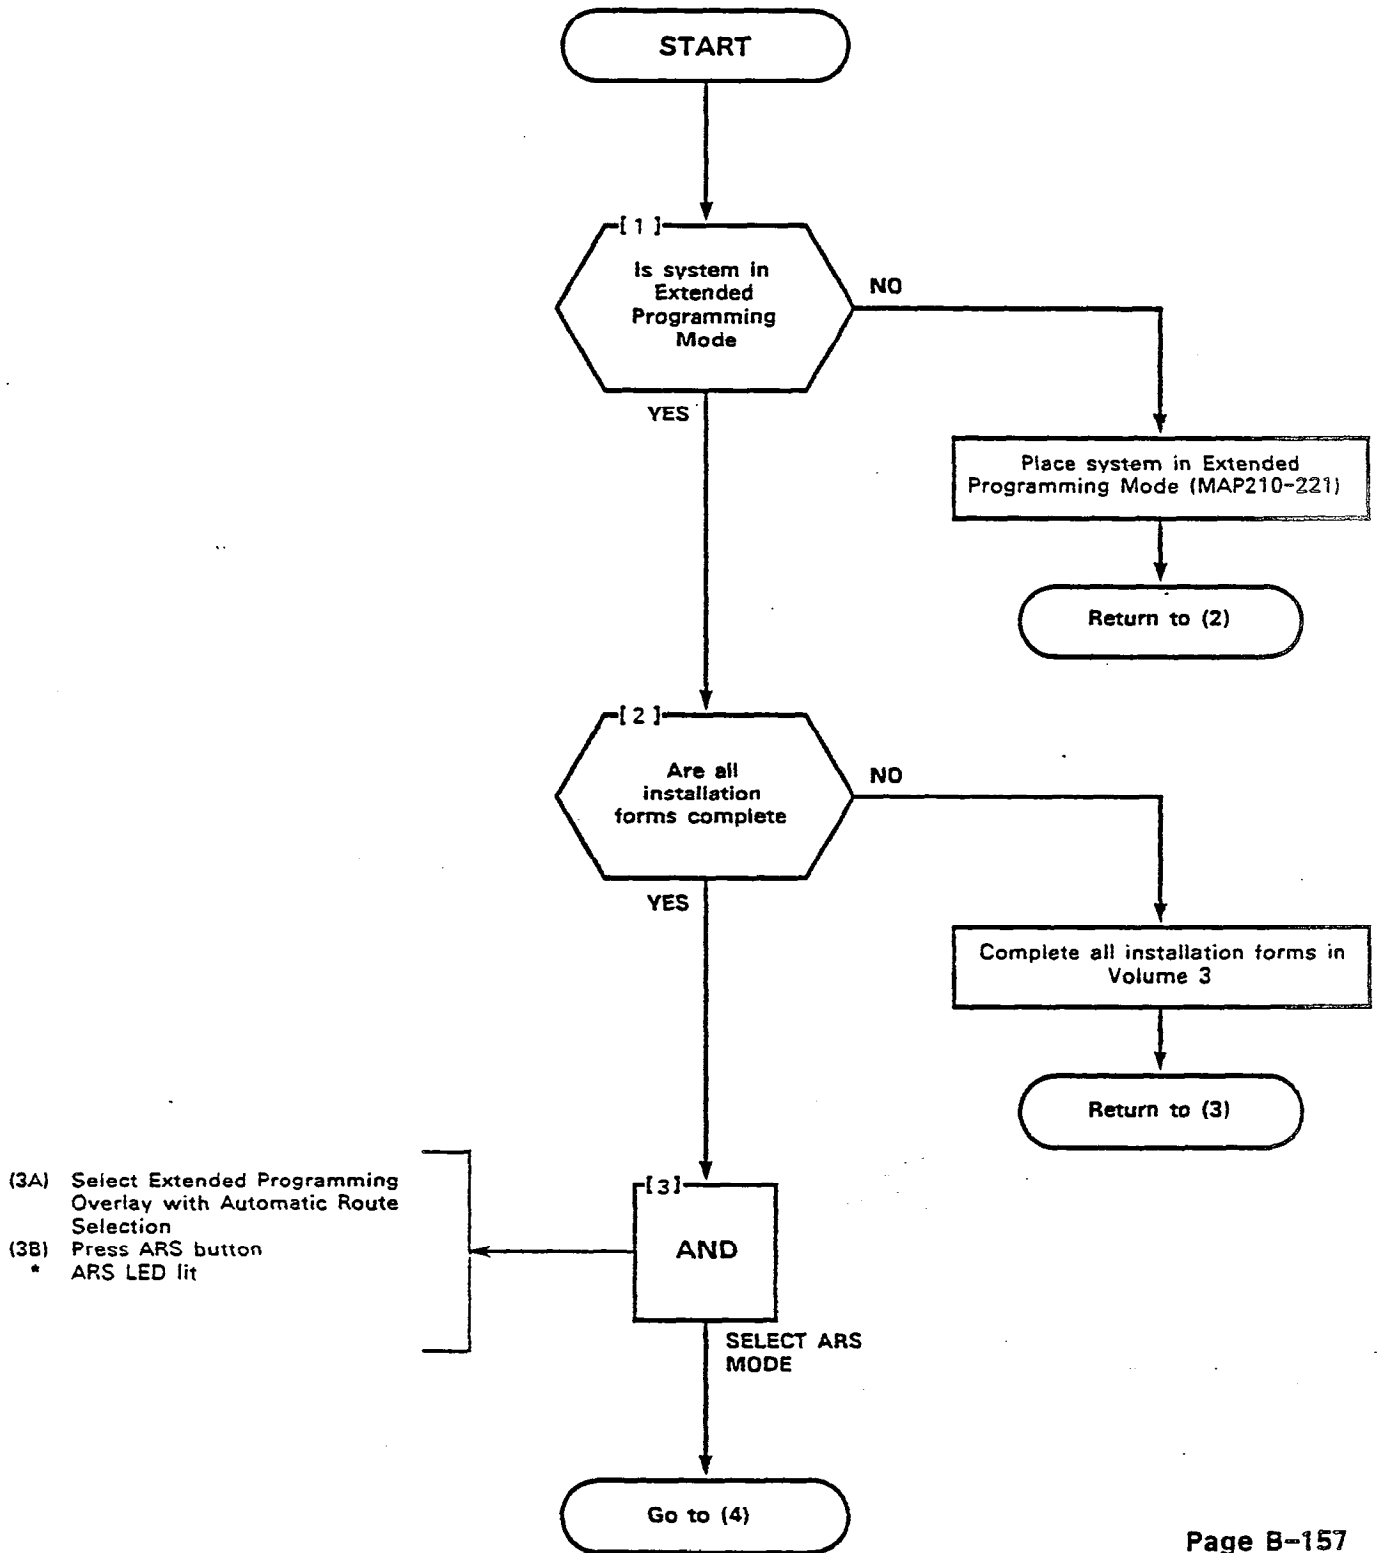 START
[ 1 ]
Is system in
Extended
Programming
Mode
NO
YES
Place system in Extended
Programming Mode (MAP210-221)
Return to (2)
[ 2 ]
Are all
installation
forms complete
NO
YES
Complete all installation forms in
Volume 3
Return to (3)
(3A) Select Extended Programming
Overlay with Automatic Route
Selection
(3B) Press ARS button
* ARS LED lit
[3]
AND
SELECT ARS
MODE
Go to (4)
Page B-157